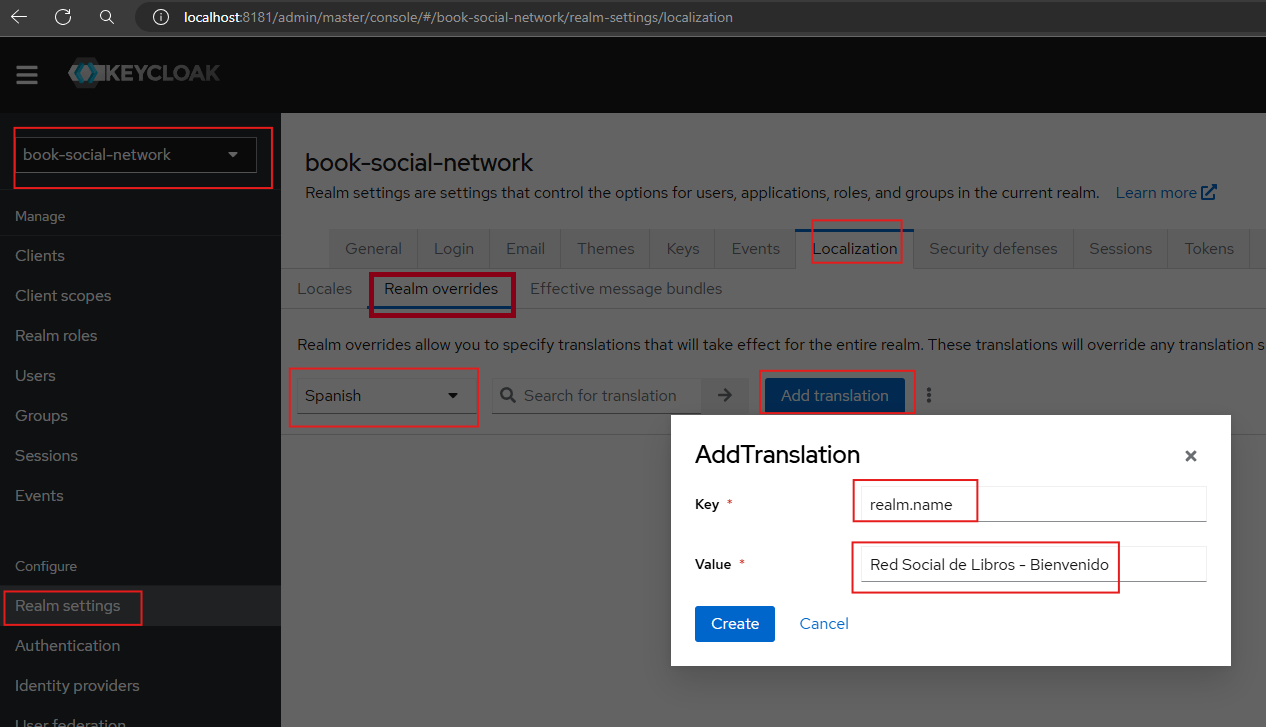 localhost:8181/admin/master/console/#/book-social-network/realm-settings/localization
KEYCLOAK
book-social-network
Manage
Clients
Client scopes
Realm roles
Users
Groups
Sessions
Events
Configure
Realm settings
Authentication
Identity providers
User federation
book-social-network
Realm settings are settings that control the options for users, applications, roles, and groups in the current realm. Learn more
General Login Email Themes Keys Events Localization Security defenses Sessions Tokens
Locales Realm overrides Effective message bundles
Realm overrides allow you to specify translations that will take effect for the entire realm. These translations will override any translation s
Spanish Search for translation Add translation
AddTranslation
Key * realm.name
Value * Red Social de Libros - Bienvenido
Create Cancel